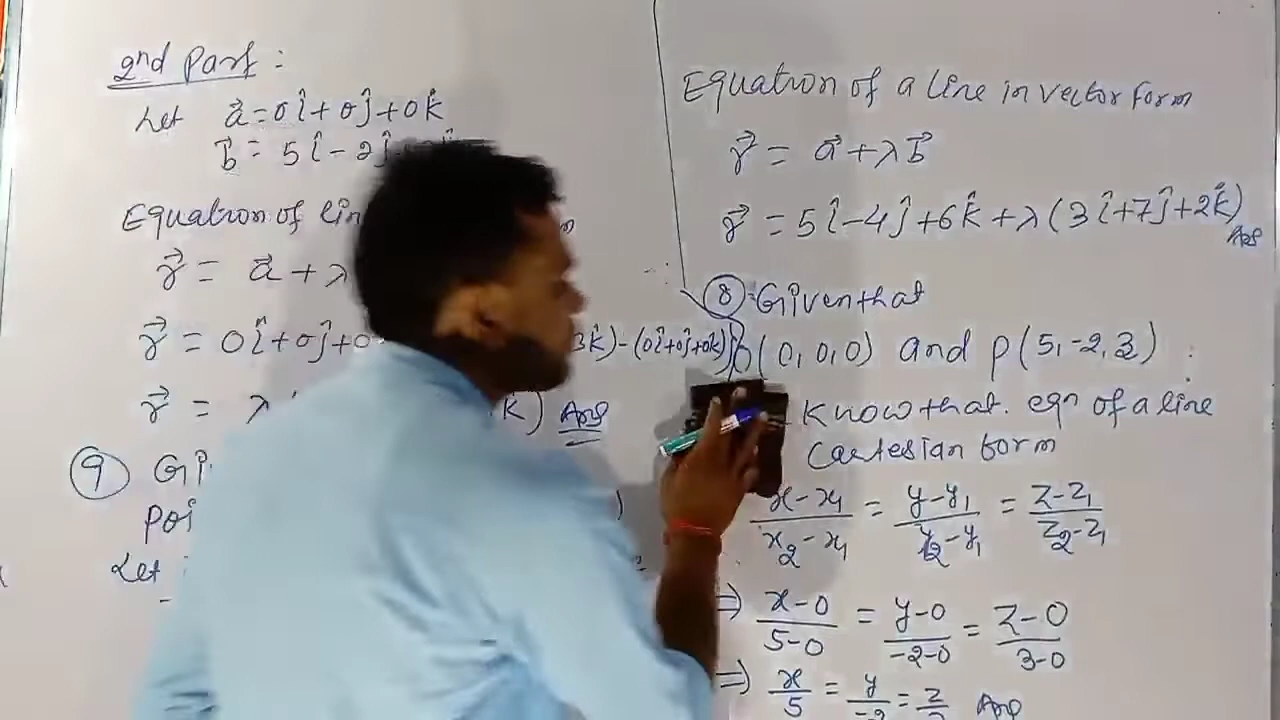 2nd Part :
Let a⃗ = 0î + 0ĵ + 0k̂
b⃗ = 5î - 2ĵ
Equation of
r⃗ = a⃗ + λ
r⃗ = 0î + 0ĵ + 0
3k̂) - (0î+0ĵ+0k̂)
r⃗ = λ k̂) Ans
9
Let
Equation of a line in vector form
r⃗ = a⃗ + λb⃗
r⃗ = 5î - 4ĵ + 6k̂ + λ(3î + 7ĵ + 2k̂)
Ans
8 Given that
(0, 0, 0) and P(5, -2, 3)
Know that. eqn of a line
Cartesian form
x - x₁ / x₂ - x₁ = y - y₁ / y₂ - y₁ = z - z₁ / z₂ - z₁
⇒ x - 0 / 5 - 0 = y - 0 / -2 - 0 = z - 0 / 3 - 0
⇒ x / 5 = y / -2 = z / 3 Ans